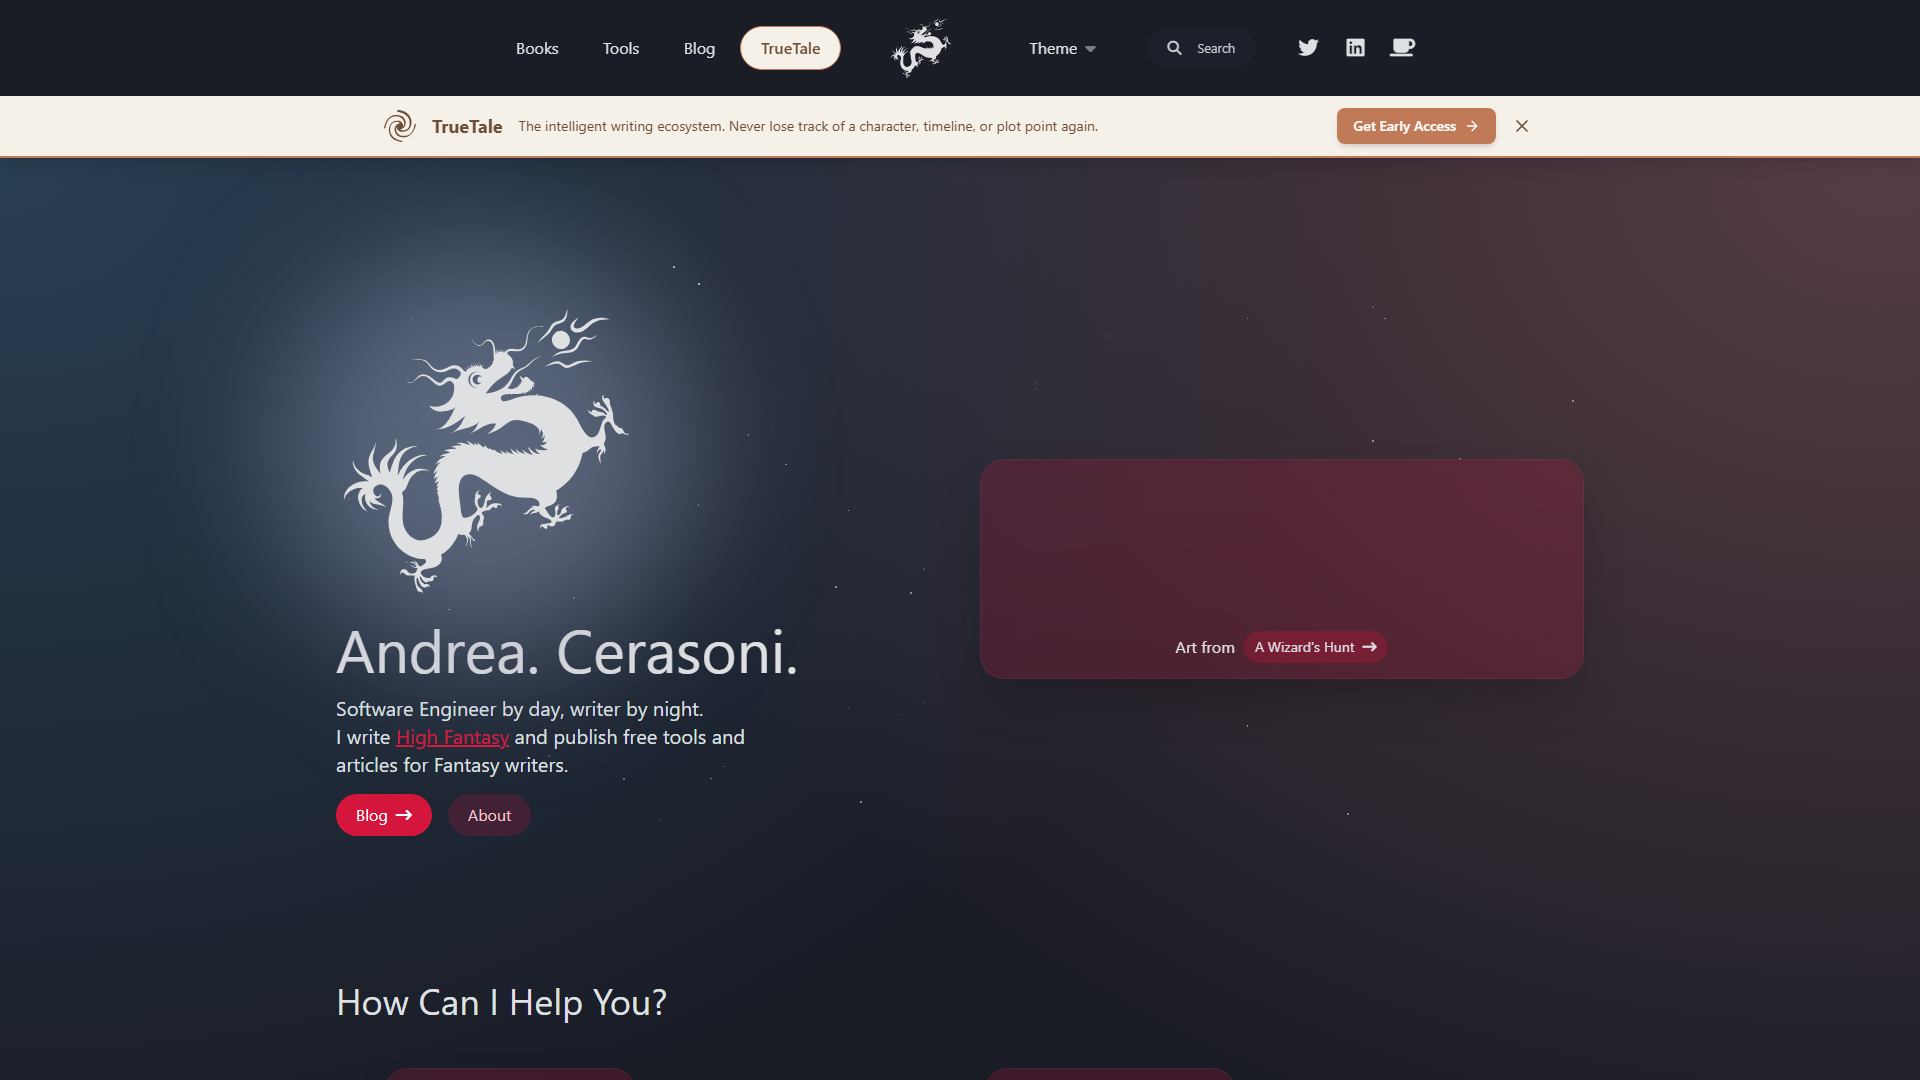 Books
Tools
Blog
TrueTale
Theme
Search
TrueTale
The intelligent writing ecosystem. Never lose track of a character, timeline, or plot point again.
Get Early Access
Andrea. Cerasoni.
Software Engineer by day, writer by night.
I write High Fantasy and publish free tools and
articles for Fantasy writers.
Blog
About
Art from
A Wizard's Hunt
How Can I Help You?